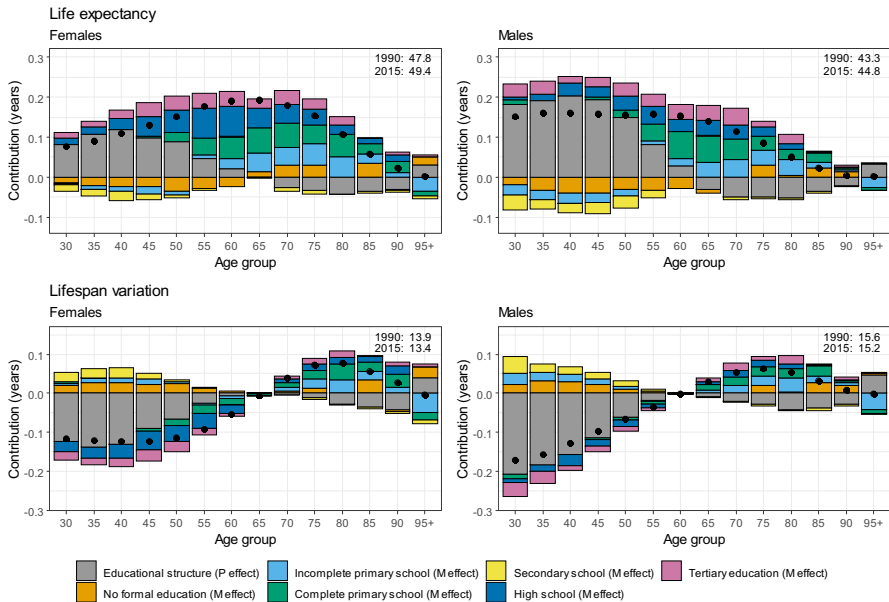 Life expectancy
Females
Males
1990: 47.8
2015: 49.4
1990: 43.3
2015: 44.8
Contribution (years)
0.3
0.2
0.1
0.0
-0.1
30 35 40 45 50 55 60 65 70 75 80 85 90 95+
Age group
Contribution (years)
0.3
0.2
0.1
0.0
-0.1
30 35 40 45 50 55 60 65 70 75 80 85 90 95+
Age group
Lifespan variation
Females
Males
1990: 13.9
2015: 13.4
1990: 15.6
2015: 15.2
Contribution (years)
0.1
0.0
-0.1
-0.2
-0.3
30 35 40 45 50 55 60 65 70 75 80 85 90 95+
Age group
Contribution (years)
0.1
0.0
-0.1
-0.2
-0.3
30 35 40 45 50 55 60 65 70 75 80 85 90 95+
Age group
Educational structure (P effect) Incomplete primary school (M effect) Secondary school (M effect) Tertiary education (M effect)
No formal education (M effect) Complete primary school (M effect) High school (M effect)